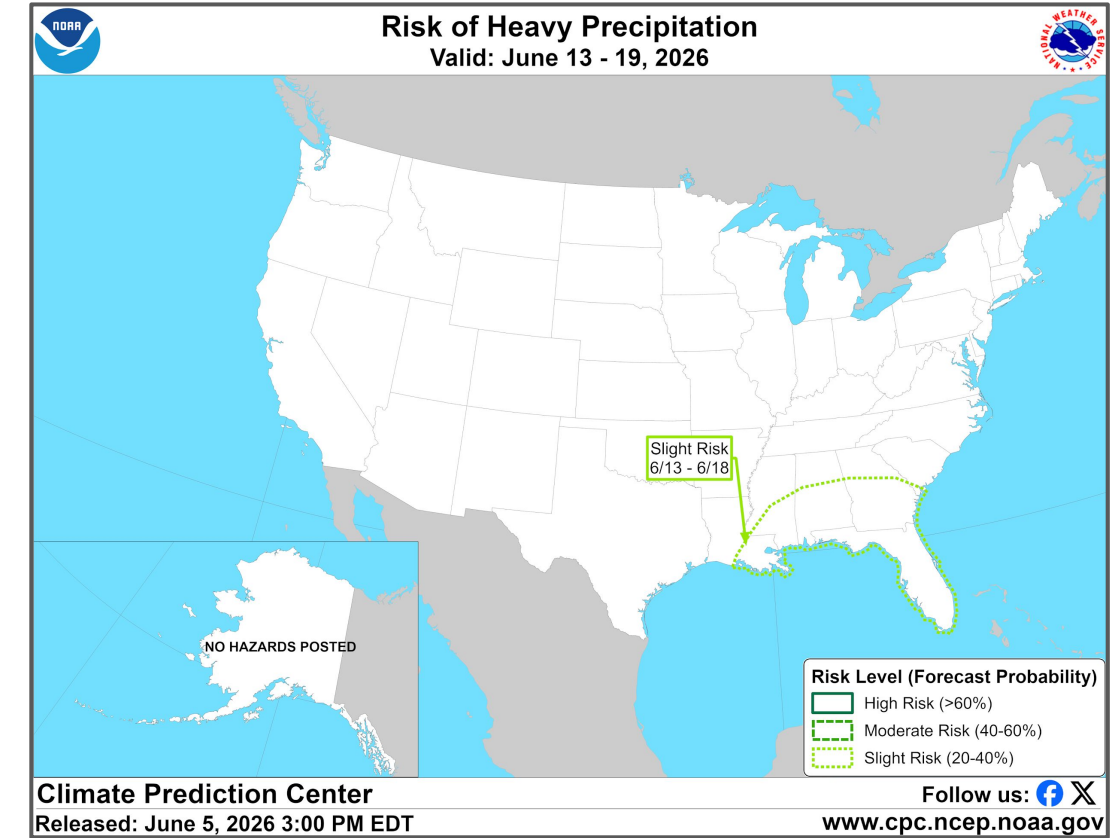 NOAA
Risk of Heavy Precipitation
Valid: June 13 - 19, 2026
NATIONAL WEATHER SERVICE
Slight Risk
6/13 - 6/18
NO HAZARDS POSTED
Risk Level (Forecast Probability)
High Risk (>60%)
Moderate Risk (40-60%)
Slight Risk (20-40%)
Climate Prediction Center
Follow us:
Released: June 5, 2026 3:00 PM EDT
www.cpc.ncep.noaa.gov